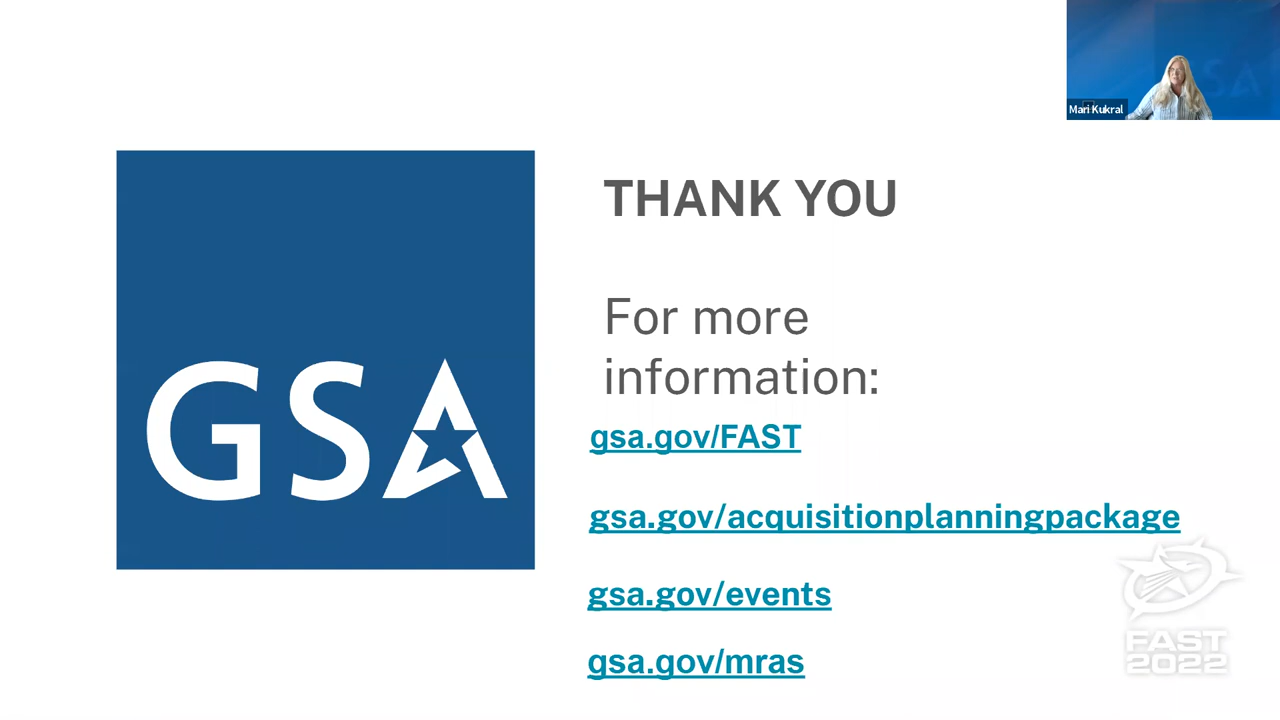 Mari Kukral
GSA
THANK YOU
For more
information:
gsa.gov/FAST
gsa.gov/acquisitionplanningpackage
gsa.gov/events
gsa.gov/mras
FAST
2022